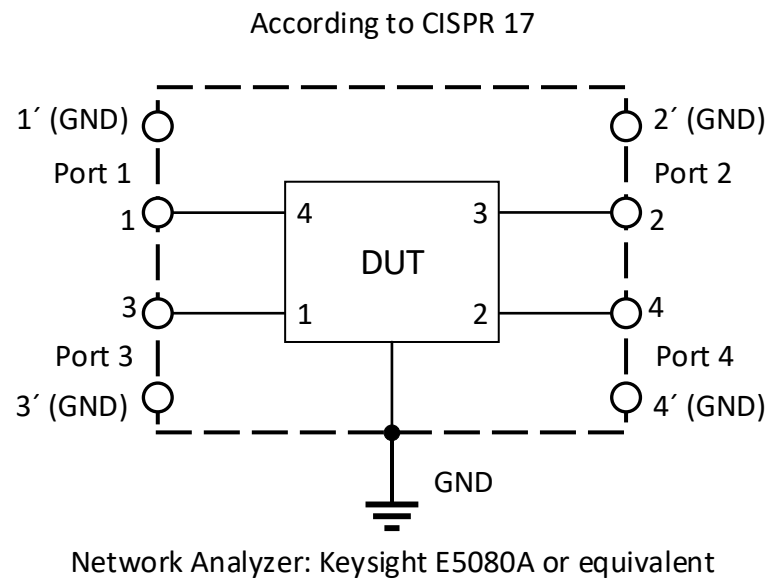 According to CISPR 17
1´ (GND)
2´ (GND)
Port 1
Port 2
1
4
3
2
DUT
3
1
2
4
Port 3
Port 4
3´ (GND)
4´ (GND)
GND
Network Analyzer: Keysight E5080A or equivalent